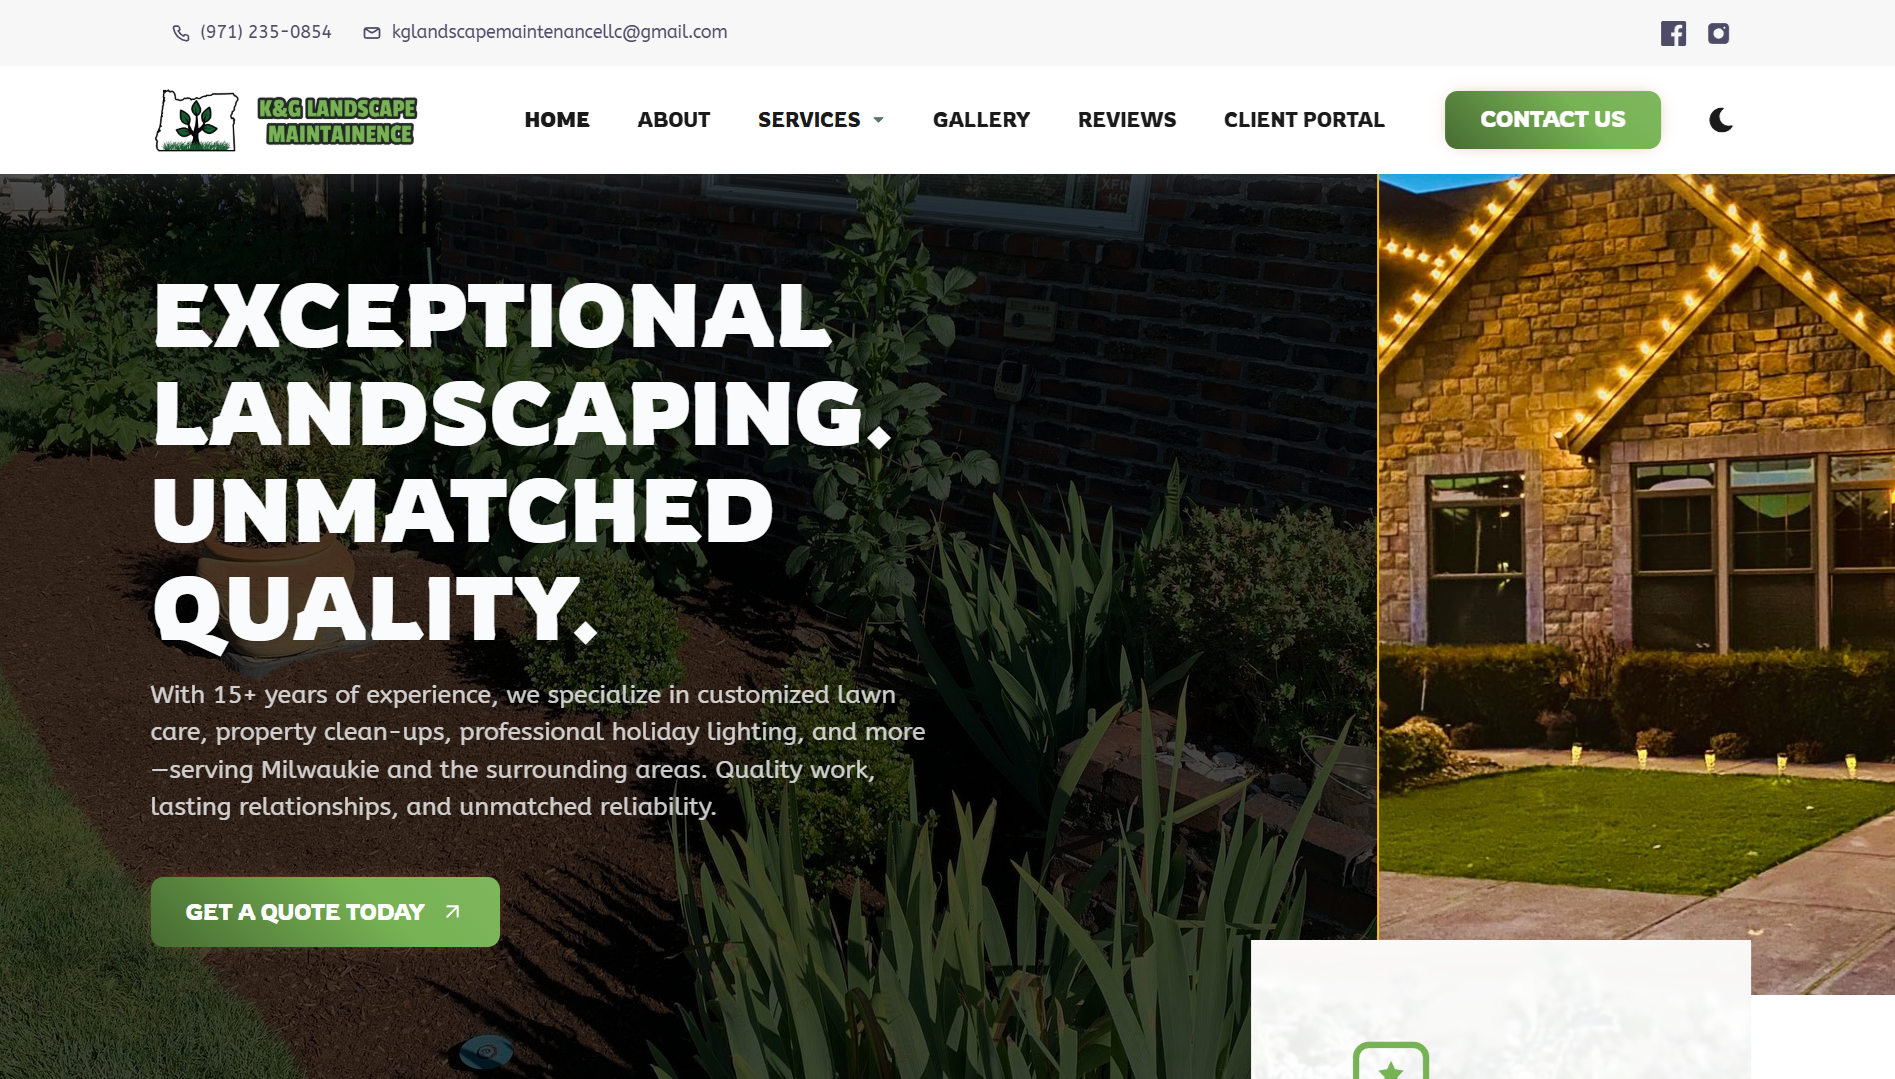 (971) 235-0854
kglandscapemaintenancellc@gmail.com
K&G LANDSCAPE
MAINTAINENCE
HOME
ABOUT
SERVICES
GALLERY
REVIEWS
CLIENT PORTAL
CONTACT US
EXCEPTIONAL
LANDSCAPING.
UNMATCHED
QUALITY.
With 15+ years of experience, we specialize in customized lawn
care, property clean-ups, professional holiday lighting, and more
—serving Milwaukie and the surrounding areas. Quality work,
lasting relationships, and unmatched reliability.
GET A QUOTE TODAY